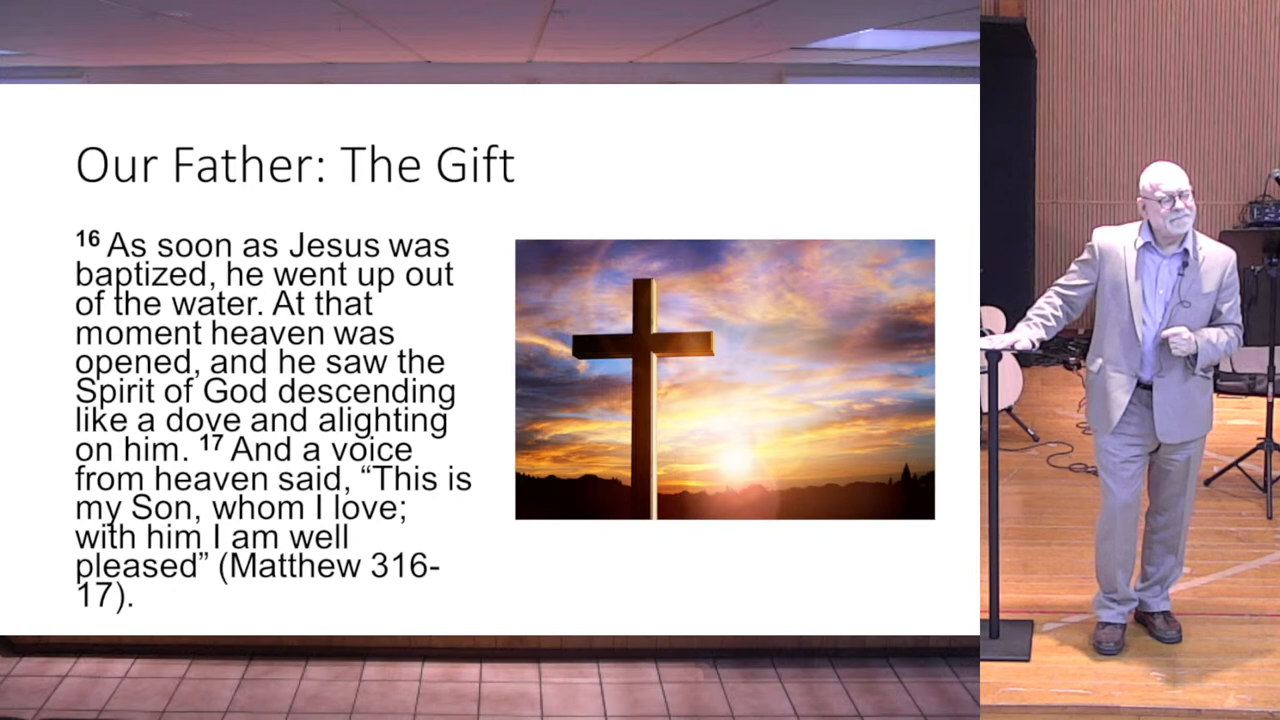 Our Father: The Gift
16 As soon as Jesus was
baptized, he went up out
of the water. At that
moment heaven was
opened, and he saw the
Spirit of God descending
like a dove and alighting
on him. 17 And a voice
from heaven said, “This is
my Son, whom I love;
with him I am well
pleased” (Matthew 316-
17).